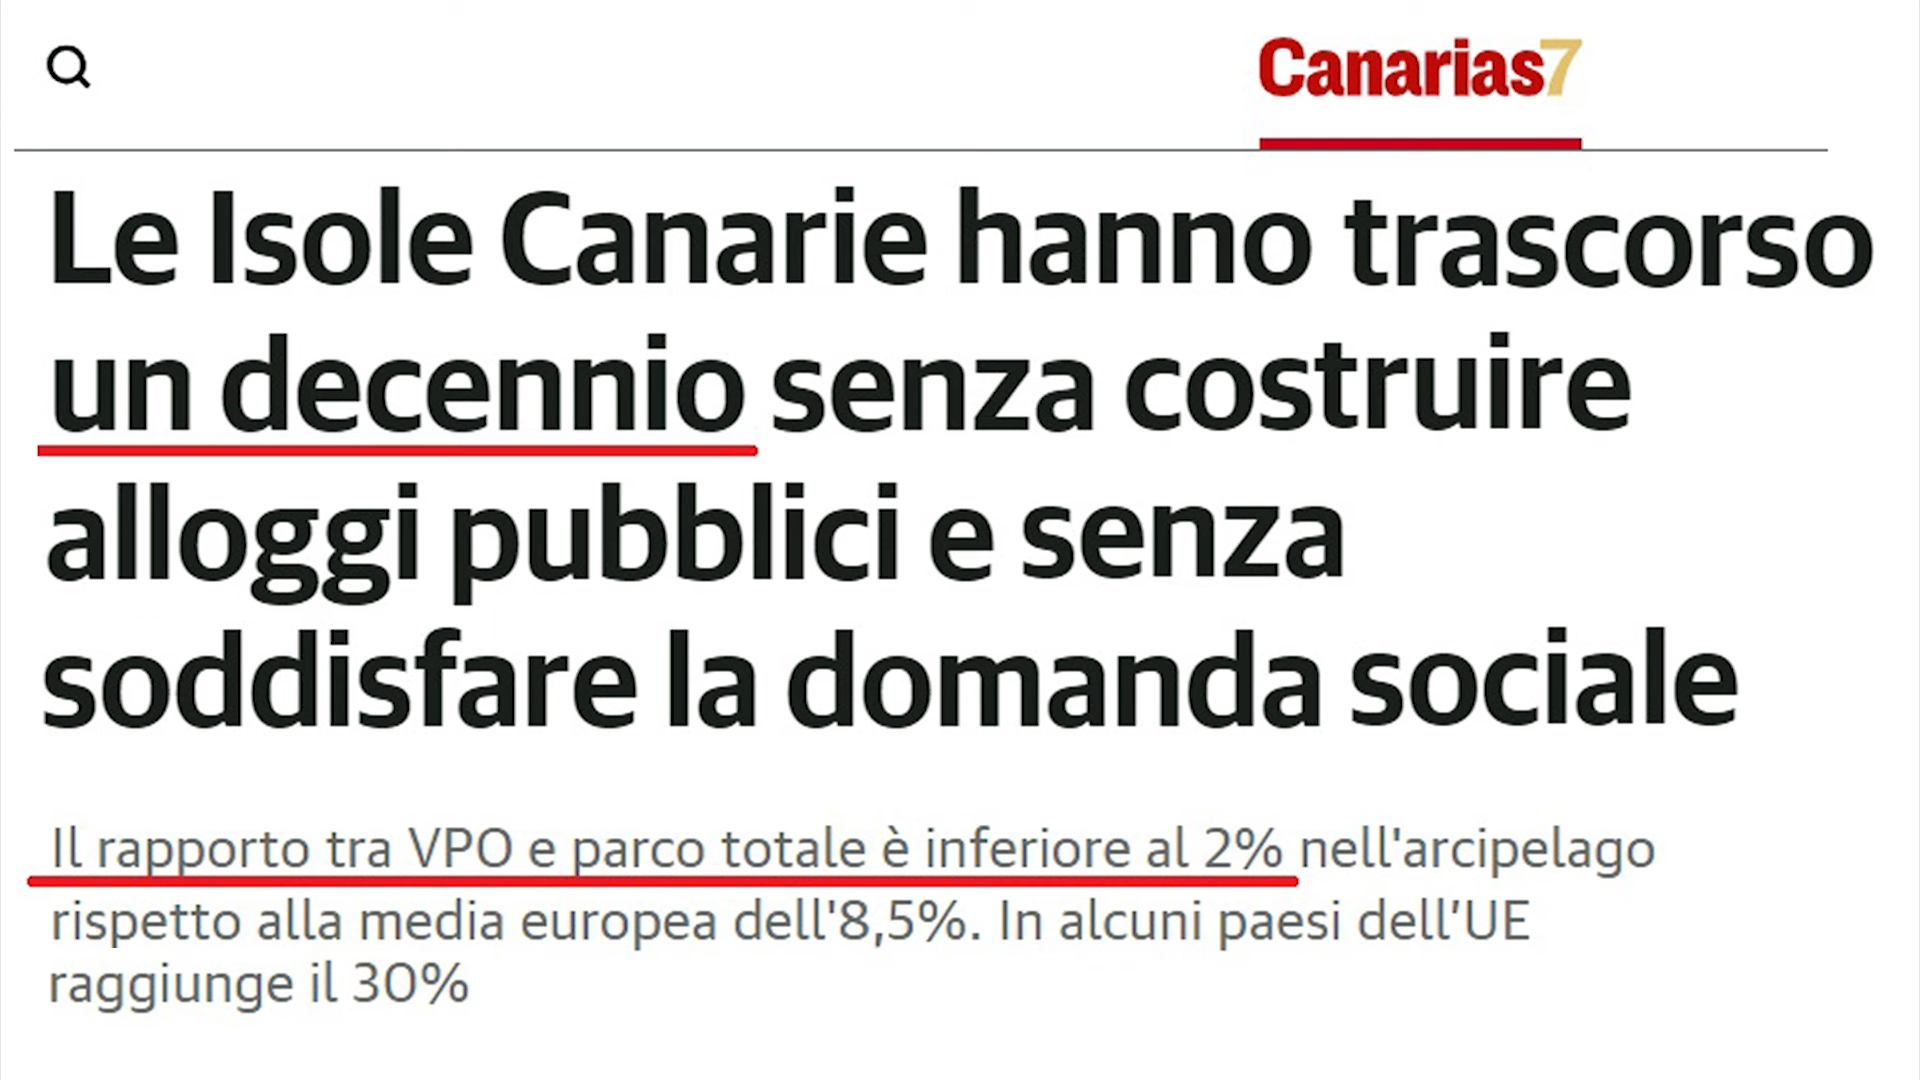 Canarias7
Le Isole Canarie hanno trascorso
un decennio senza costruire
alloggi pubblici e senza
soddisfare la domanda sociale
Il rapporto tra VPO e parco totale è inferiore al 2% nell'arcipelago
rispetto alla media europea dell'8,5%. In alcuni paesi dell’UE
raggiunge il 30%